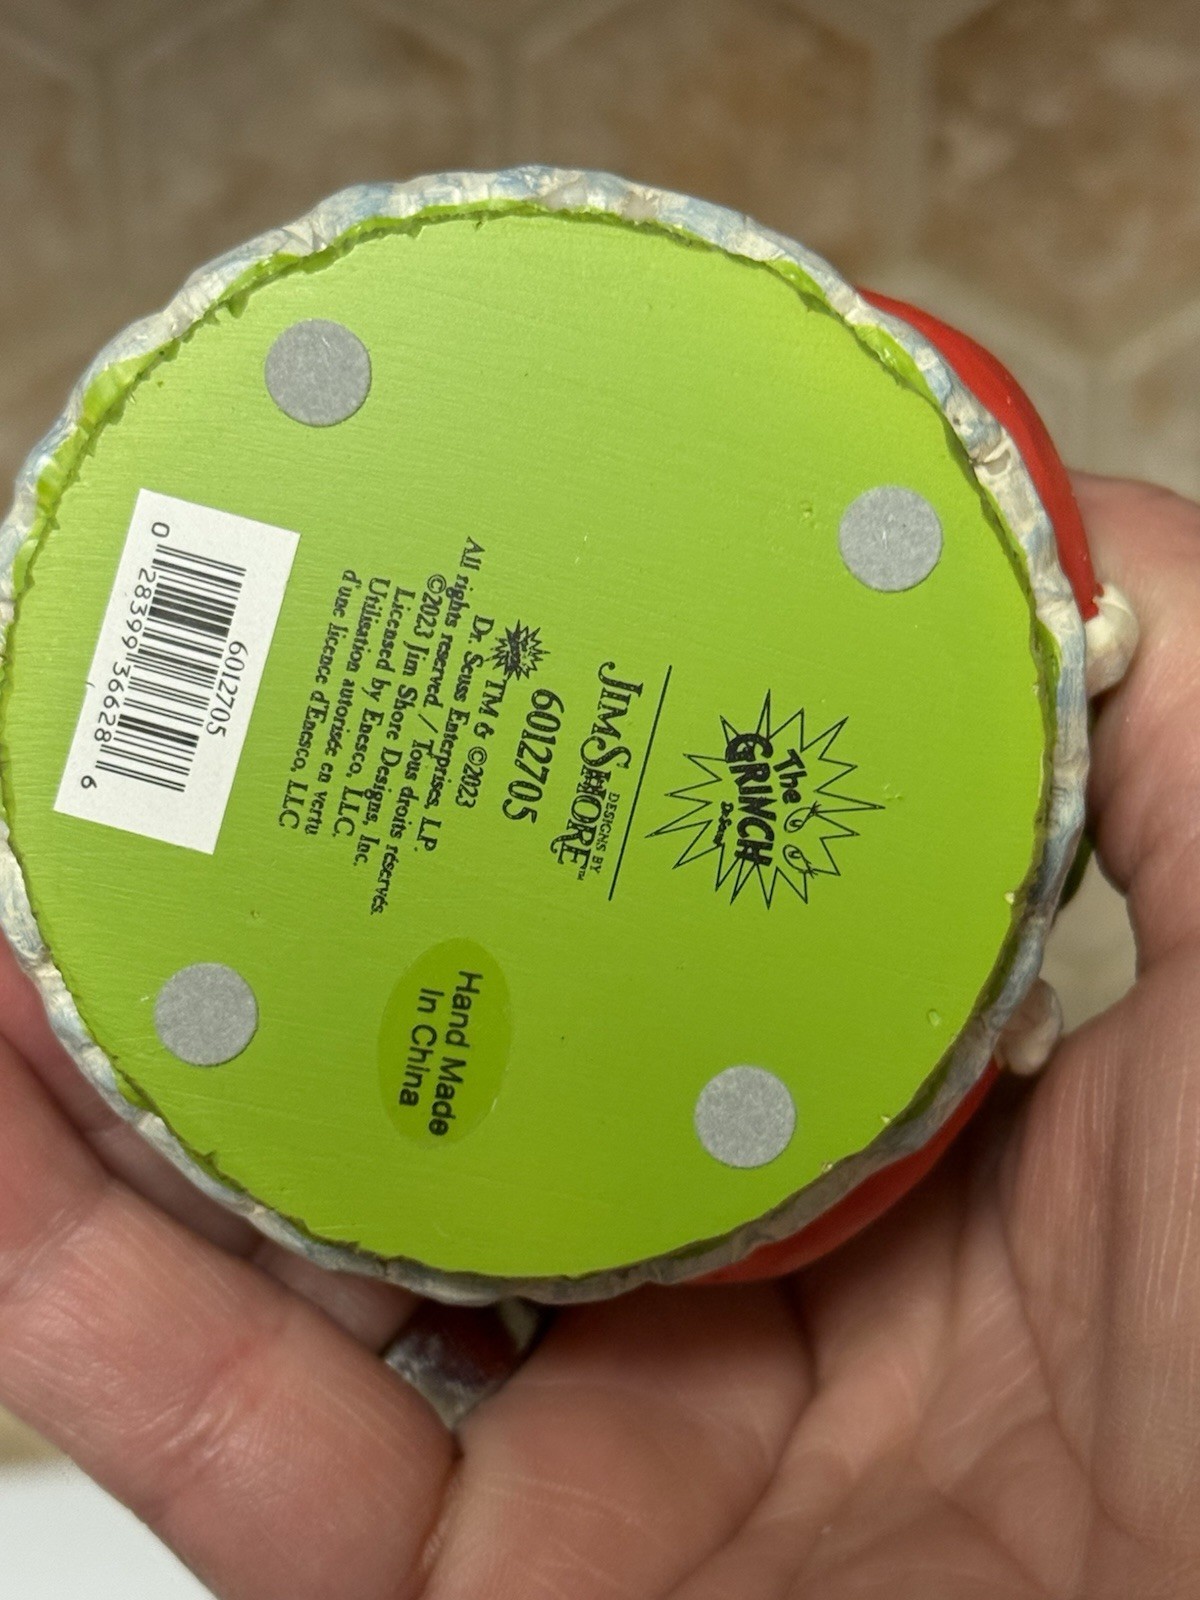 The
GRINCH
Dr. Seuss
JIM SHORE™
DESIGNS BY
6012705
TM & ©2023
Dr. Seuss Enterprises, L.P.
All rights reserved / Tous droits réservés.
©2023 Jim Shore Designs, Inc.
Licensed by Enesco, LLC.
Utilisation autorisée en vertu
d'une licence d'Enesco, LLC
6012705
0 28399 36628 6
Hand Made
In China